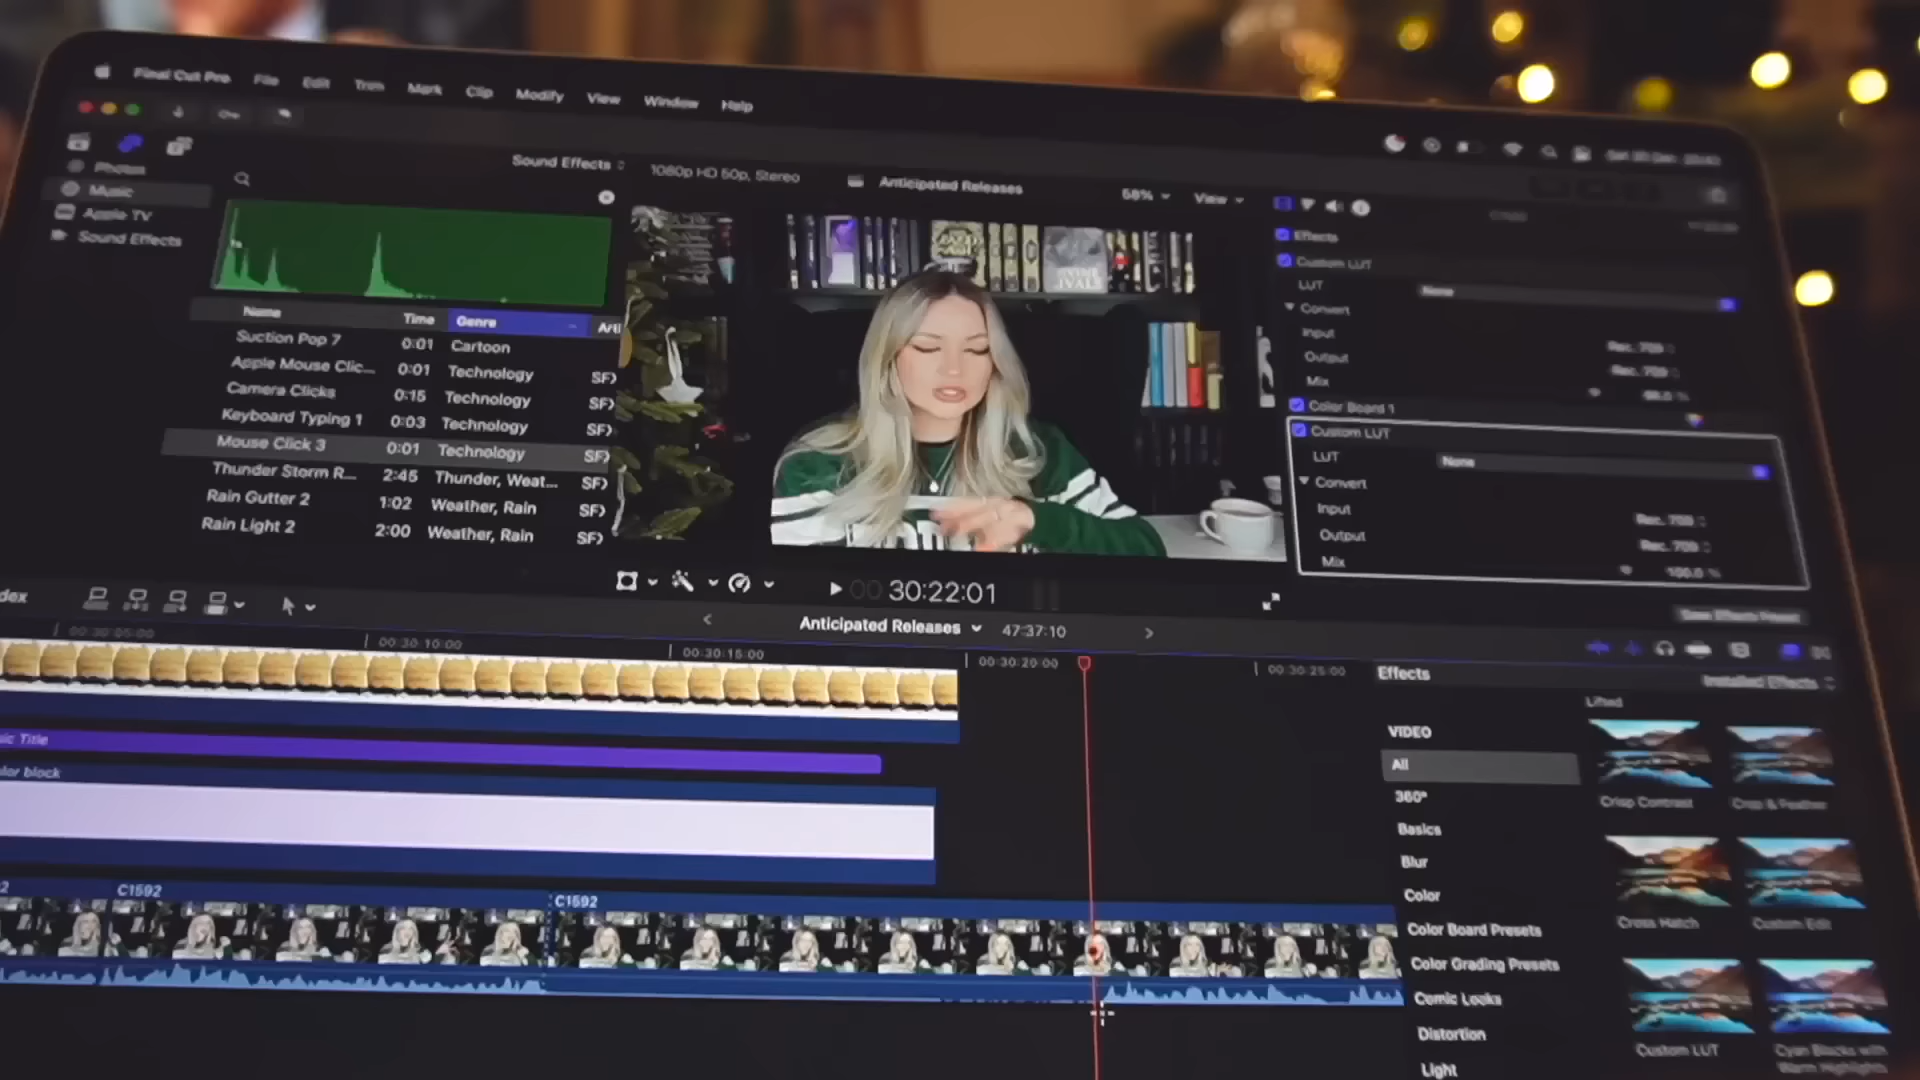 Final Cut Pro File Edit Trim Mark Clip Modify View Window Help
Photos
Music
Apple TV
Sound Effects
Sound Effects
1080p HD 50p, Stereo
Anticipated Releases
58%
View
Name Time Genre Arti
Suction Pop 7 0:01 Cartoon
Apple Mouse Clic... 0:01 Technology SFX
Camera Clicks 0:15 Technology SFX
Keyboard Typing 1 0:03 Technology SFX
Mouse Click 3 0:01 Technology SFX
Thunder Storm R... 2:45 Thunder, Weat... SFX
Rain Gutter 2 1:02 Weather, Rain SFX
Rain Light 2 2:00 Weather, Rain SFX
DIVINE
RIVALS
Effects
Custom LUT
LUT None
Convert
Input Rec. 709
Output Rec. 709
Mix
Color Board 1
Custom LUT
LUT None
Convert
Input Rec. 709
Output Rec. 709
Mix 100.0 %
Save Effects Preset
30:22:01
dex
Anticipated Releases 47:37:10
00:30:05:00
00:30:10:00
00:30:15:00
00:30:20:00
00:30:25:00
sic Title
lor block
2
C1592
C1592
Effects
Installed Effects
VIDEO
All
360°
Basics
Blur
Color
Color Board Presets
Color Grading Presets
Comic Looks
Distortion
Light
Lifted
Crisp Contrast
Crop & Feather
Cross Hatch
Custom Edit
Custom LUT
Cyan Blacks with
Warm Highlights